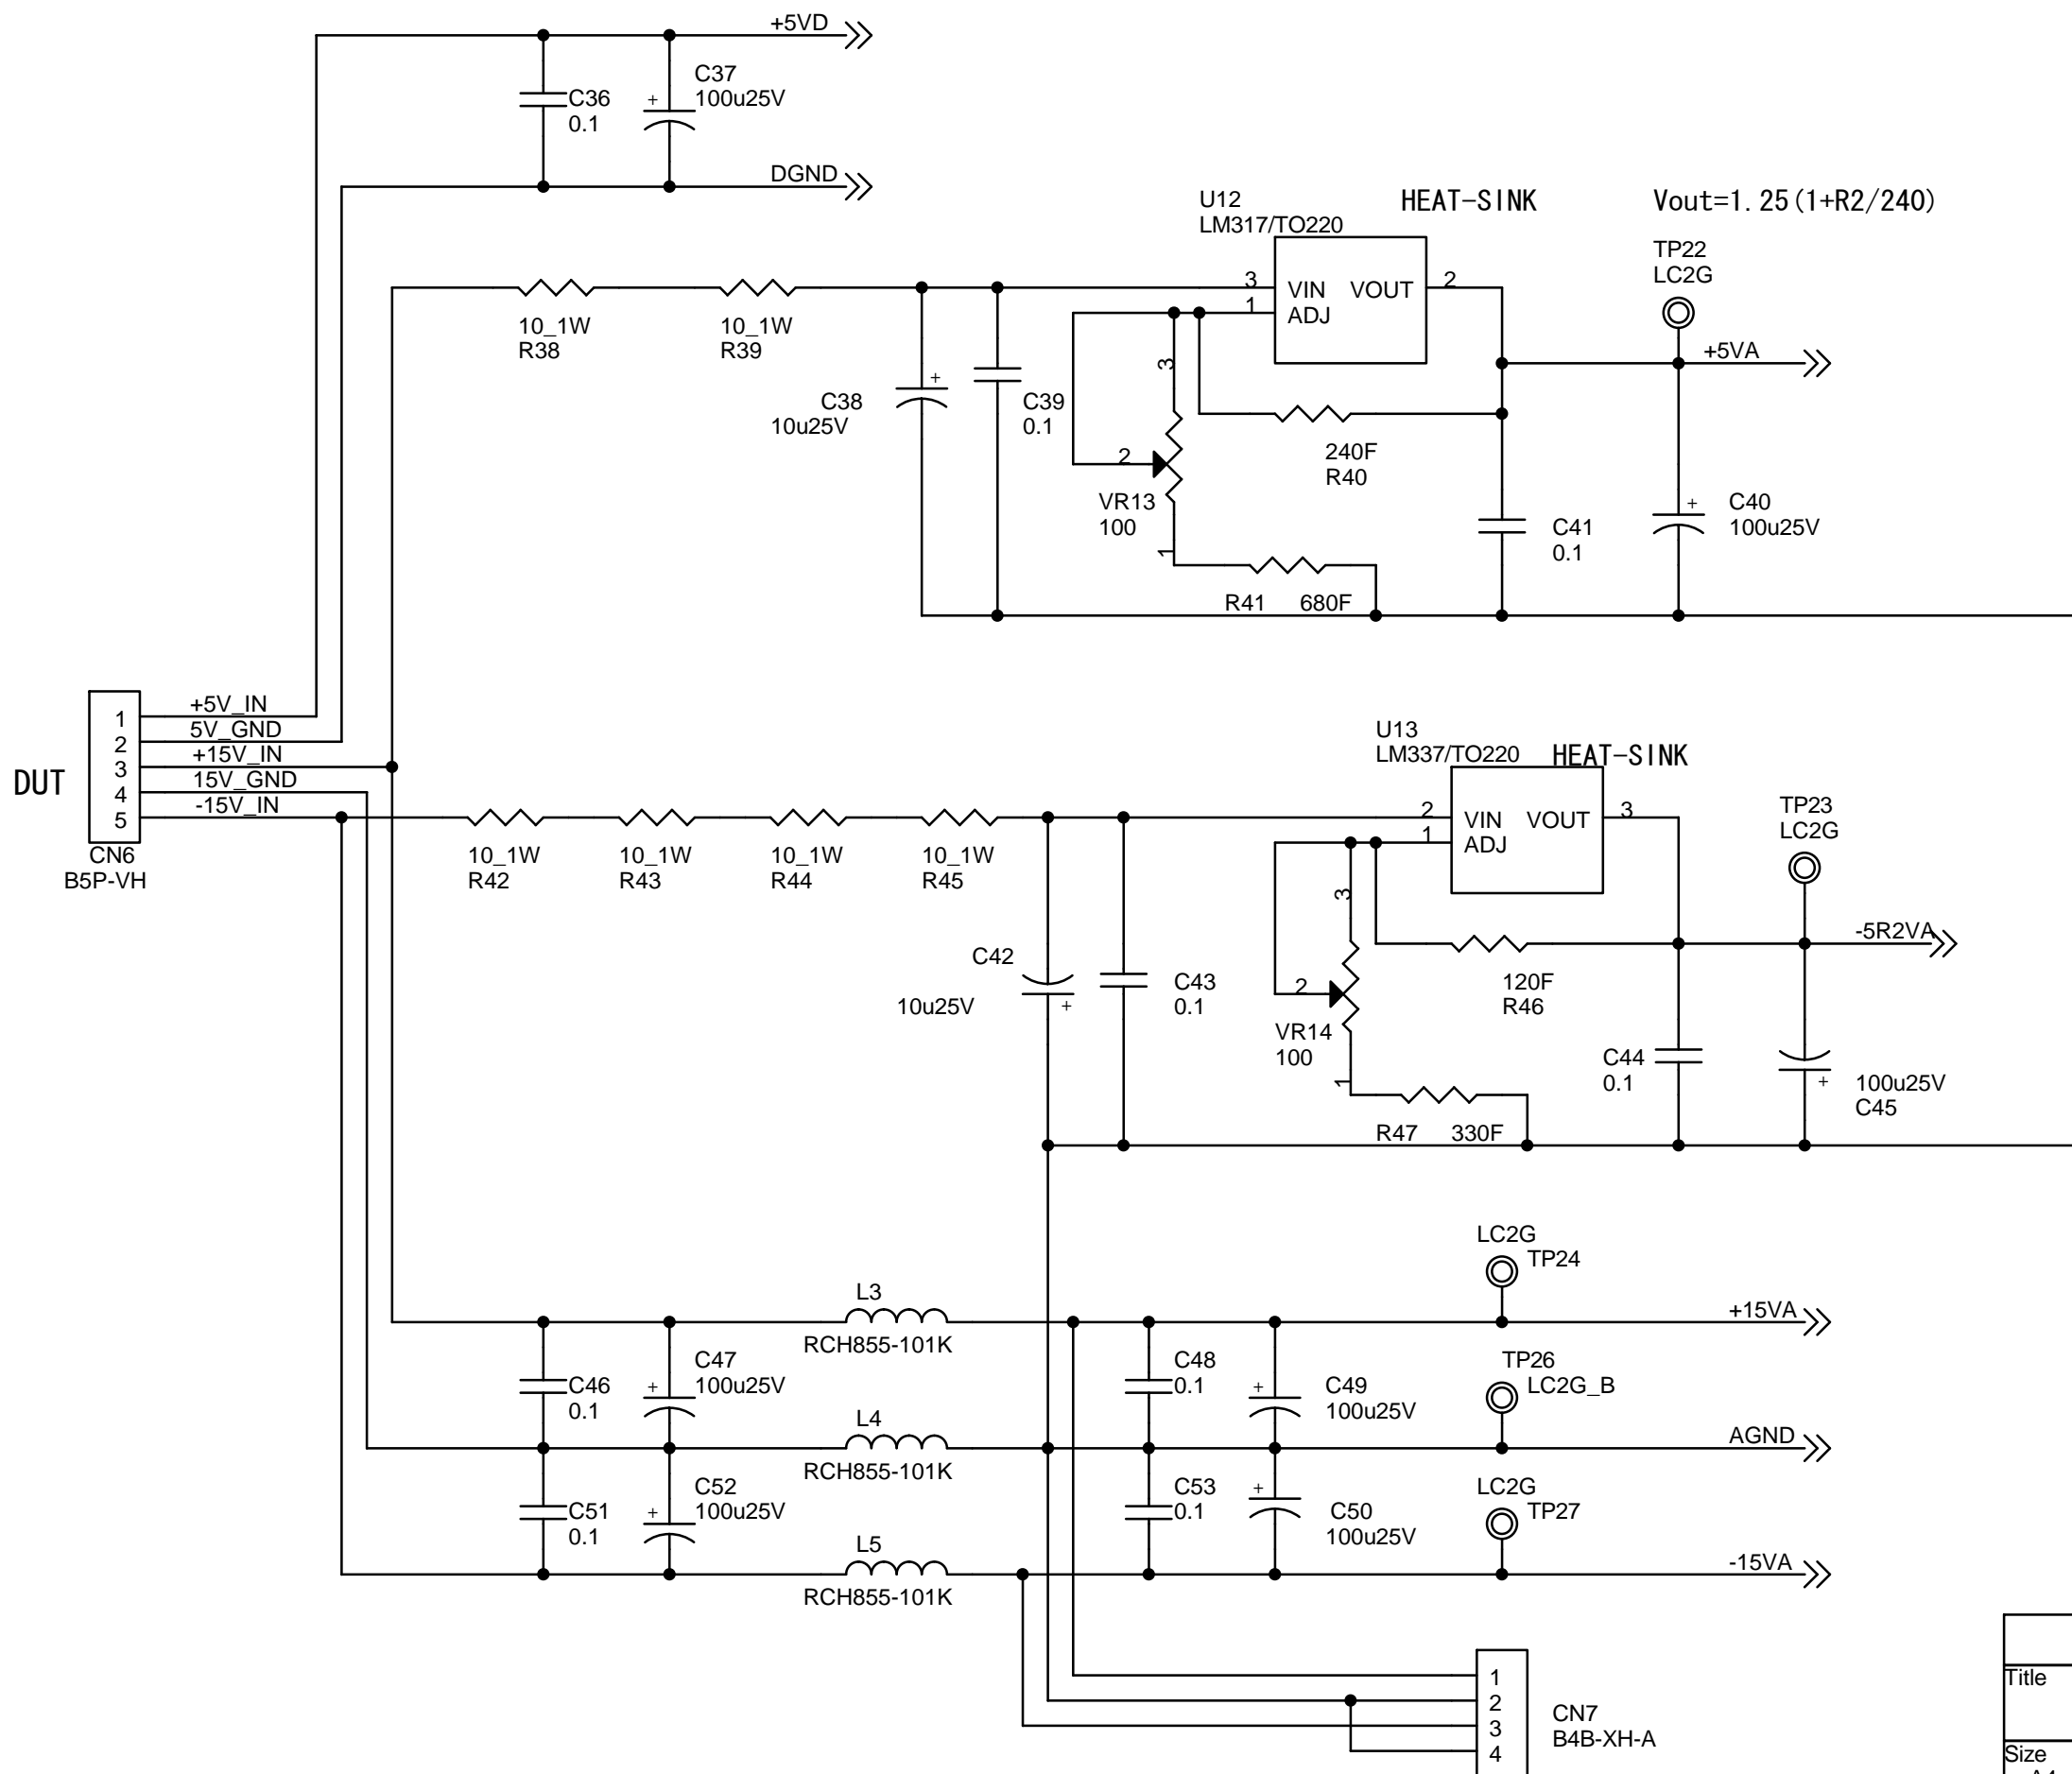 +5VD
C37
100u25V
+
C36
0.1
DGND
U12
LM317/TO220
HEAT-SINK
Vout=1.25(1+R2/240)
TP22
LC2G
3
VIN
VOUT
2
1
ADJ
10_1W
R38
10_1W
R39
+5VA
3
+
C38
10u25V
C39
0.1
240F
R40
2
VR13
100
+
C40
100u25V
C41
0.1
1
R41
680F
+5V_IN
1
5V_GND
2
+15V_IN
3
15V_GND
4
-15V_IN
5
DUT
CN6
B5P-VH
U13
LM337/TO220
HEAT-SINK
TP23
LC2G
2
VIN
VOUT
3
1
ADJ
10_1W
R42
10_1W
R43
10_1W
R44
10_1W
R45
3
-5R2VA
C42
10u25V
+
C43
0.1
120F
R46
2
VR14
100
C44
0.1
+
100u25V
C45
1
R47
330F
LC2G
TP24
L3
RCH855-101K
+15VA
C47
100u25V
+
C46
0.1
C48
0.1
+
C49
100u25V
TP26
LC2G_B
L4
RCH855-101K
AGND
C52
100u25V
+
C51
0.1
C53
0.1
+
C50
100u25V
LC2G
TP27
L5
RCH855-101K
-15VA
1
2
3
4
CN7
B4B-XH-A
Title
Size